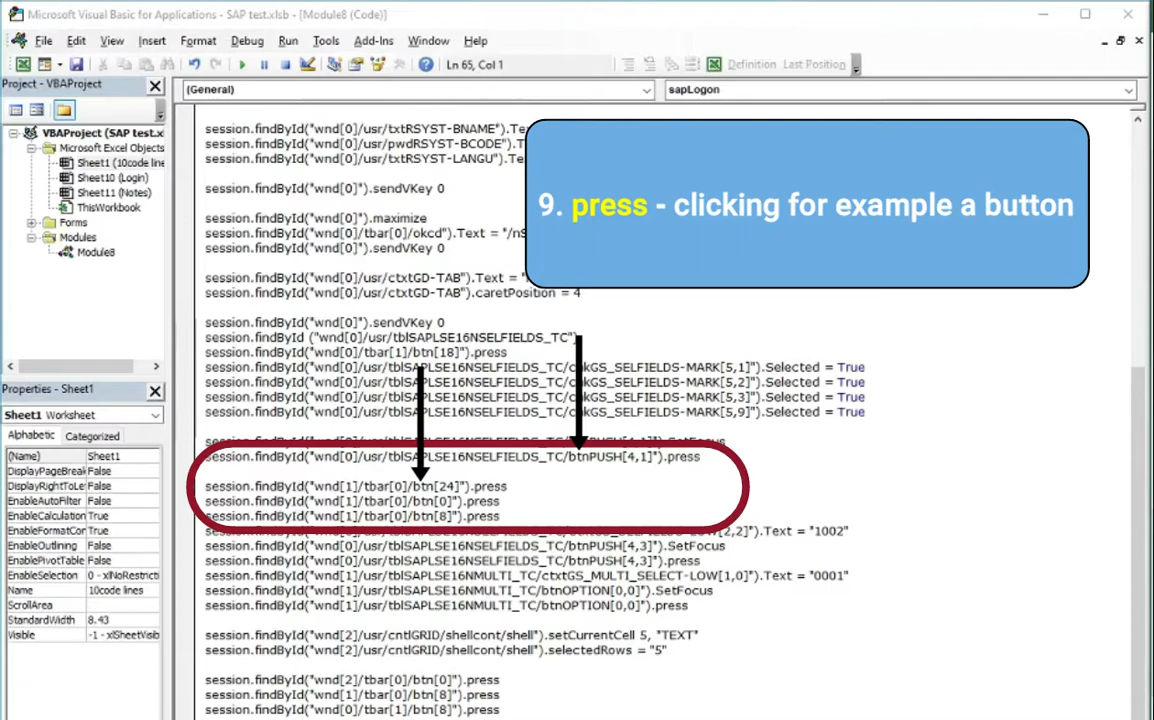 Microsoft Visual Basic for Applications - SAP test.xlsb - [Module8 (Code)]
File Edit View Insert Format Debug Run Tools Add-Ins Window Help
Ln 65, Col 1
Definition Last Position
Project - VBAProject
VBAProject (SAP test.x
Microsoft Excel Objects
Sheet1 (10code line
Sheet10 (Login)
Sheet11 (Notes)
ThisWorkbook
Forms
Modules
Module8
Properties - Sheet1
Sheet1 Worksheet
Alphabetic Categorized
(Name) Sheet1
DisplayPageBreak False
DisplayRightToLe False
EnableAutoFilter False
EnableCalculation True
EnableFormatCor True
EnableOutlining False
EnablePivotTable False
EnableSelection 0 - xlNoRestricti
Name 10code lines
ScrollArea
StandardWidth 8.43
Visible -1 - xlSheetVisib
(General) sapLogon
session.findById("wnd[0]/usr/txtRSYST-BNAME").Te
session.findById("wnd[0]/usr/pwdRSYST-BCODE").T
session.findById("wnd[0]/usr/txtRSYST-LANGU").Te
session.findById("wnd[0]").sendVKey 0
session.findById("wnd[0]").maximize
session.findById("wnd[0]/tbar[0]/okcd").Text = "/nS
session.findById("wnd[0]").sendVKey 0
session.findById("wnd[0]/usr/ctxtGD-TAB").Text =
session.findById("wnd[0]/usr/ctxtGD-TAB").caretPosition = 4
session.findById("wnd[0]").sendVKey 0
session.findById ("wnd[0]/usr/tblSAPLSE16NSELFIELDS_TC")
session.findById("wnd[0]/tbar[1]/btn[18]").press
session.findById("wnd[0]/usr/tblSAPLSE16NSELFIELDS_TC/chkGS_SELFIELDS-MARK[5,1]").Selected = True
session.findById("wnd[0]/usr/tblSAPLSE16NSELFIELDS_TC/chkGS_SELFIELDS-MARK[5,2]").Selected = True
session.findById("wnd[0]/usr/tblSAPLSE16NSELFIELDS_TC/chkGS_SELFIELDS-MARK[5,3]").Selected = True
session.findById("wnd[0]/usr/tblSAPLSE16NSELFIELDS_TC/chkGS_SELFIELDS-MARK[5,9]").Selected = True
session.findById("wnd[0]/usr/tblSAPLSE16NSELFIELDS_TC/btnPUSH[4,1]").SetFocus
session.findById("wnd[0]/usr/tblSAPLSE16NSELFIELDS_TC/btnPUSH[4,1]").press
session.findById("wnd[1]/tbar[0]/btn[24]").press
session.findById("wnd[1]/tbar[0]/btn[0]").press
session.findById("wnd[1]/tbar[0]/btn[8]").press
[2,2]").Text = "1002"
session.findById("wnd[0]/usr/tblSAPLSE16NSELFIELDS_TC/btnPUSH[4,3]").SetFocus
session.findById("wnd[0]/usr/tblSAPLSE16NSELFIELDS_TC/btnPUSH[4,3]").press
session.findById("wnd[1]/usr/tblSAPLSE16NMULTI_TC/ctxtGS_MULTI_SELECT-LOW[1,0]").Text = "0001"
session.findById("wnd[1]/usr/tblSAPLSE16NMULTI_TC/btnOPTION[0,0]").SetFocus
session.findById("wnd[1]/usr/tblSAPLSE16NMULTI_TC/btnOPTION[0,0]").press
session.findById("wnd[2]/usr/cntlGRID/shellcont/shell").setCurrentCell 5, "TEXT"
session.findById("wnd[2]/usr/cntlGRID/shellcont/shell").selectedRows = "5"
session.findById("wnd[2]/tbar[0]/btn[0]").press
session.findById("wnd[1]/tbar[0]/btn[8]").press
session.findById("wnd[0]/tbar[1]/btn[8]").press
9. press - clicking for example a button